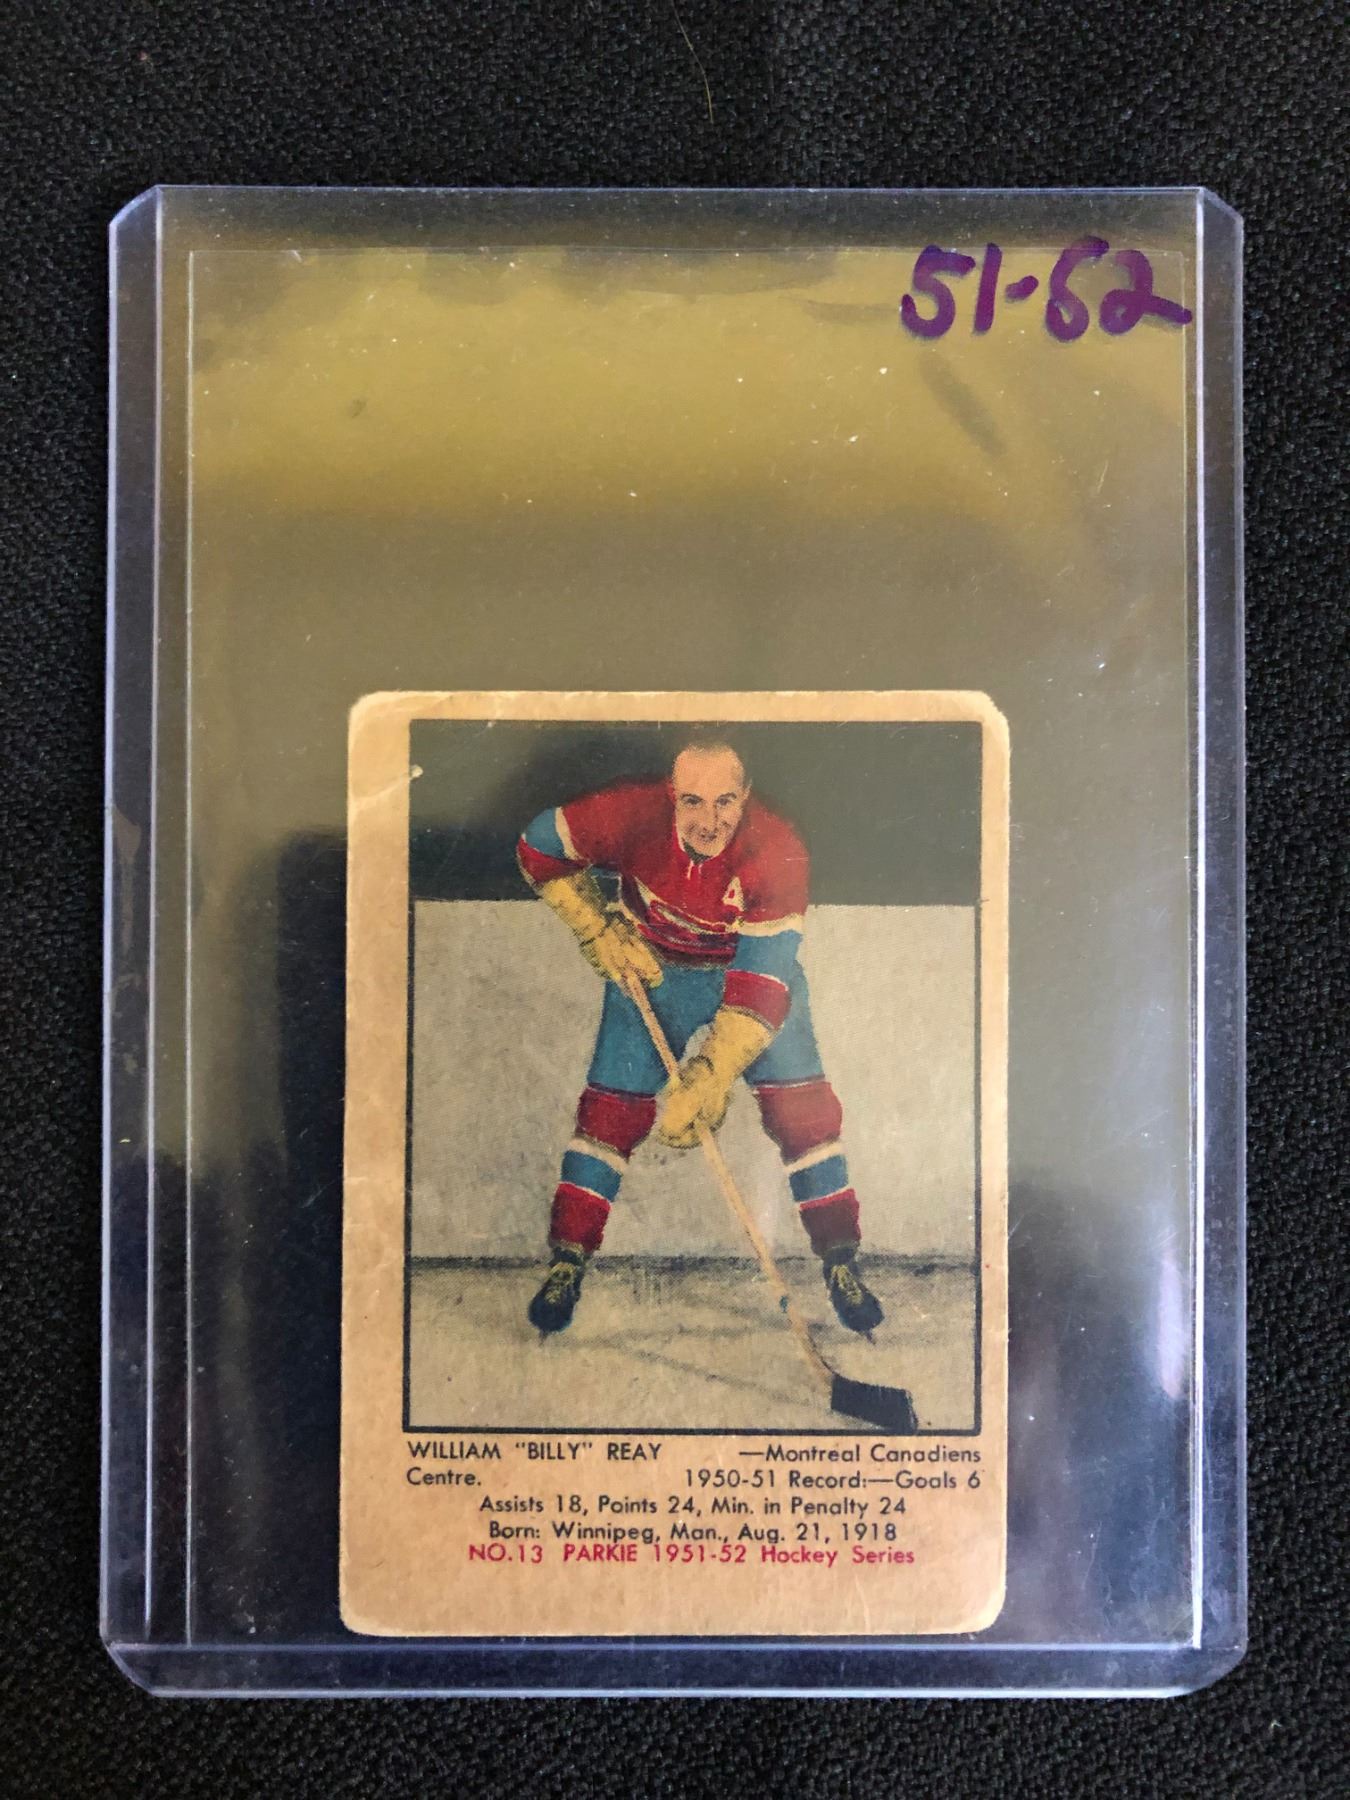 51-52
A
WILLIAM "BILLY" REAY —Montreal Canadiens
Centre. 1950-51 Record:—Goals 6
Assists 18, Points 24, Min. in Penalty 24
Born: Winnipeg, Man., Aug. 21, 1918
NO.13 PARKIE 1951-52 Hockey Series